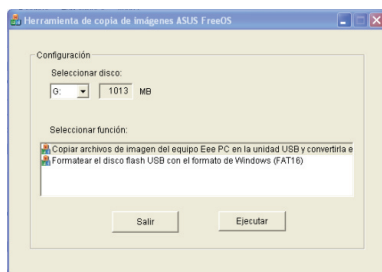 Herramienta de copia de imágenes ASUS FreeOS
Configuración
Seleccionar disco:
G: 1013 MB
Seleccionar función:
Copiar archivos de imagen del equipo Eee PC en la unidad USB y convertirla e
Formatear el disco flash USB con el formato de Windows (FAT16)
Salir Ejecutar